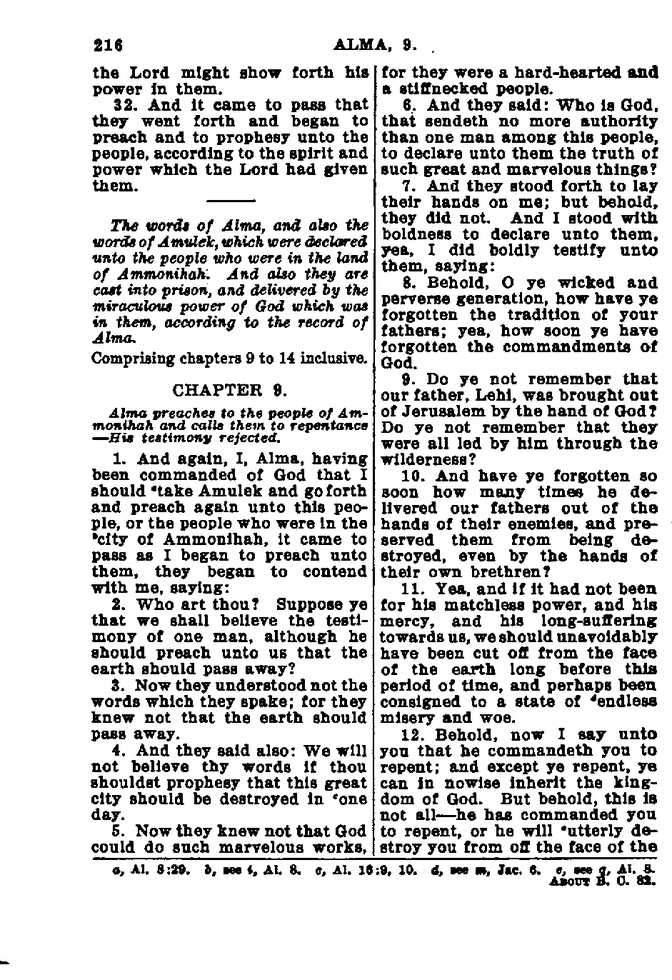 216
ALMA, 9.
the Lord might show forth his
power in them.
32. And it came to pass that
they went forth and began to
preach and to prophesy unto the
people, according to the spirit and
power which the Lord had given
them.
The words of Alma, and also the
words of Amulek, which were declared
unto the people who were in the land
of Ammonihah. And also they are
cast into prison, and delivered by the
miraculous power of God which was
in them, according to the record of
Alma.
Comprising chapters 9 to 14 inclusive.
CHAPTER 9.
Alma preaches to the people of Am-
monihah and calls them to repentance
—His testimony rejected.
1. And again, I, Alma, having
been commanded of God that I
should ᵃtake Amulek and go forth
and preach again unto this peo-
ple, or the people who were in the
ᵇcity of Ammonihah, it came to
pass as I began to preach unto
them, they began to contend
with me, saying:
2. Who art thou? Suppose ye
that we shall believe the testi-
mony of one man, although he
should preach unto us that the
earth should pass away?
3. Now they understood not the
words which they spake; for they
knew not that the earth should
pass away.
4. And they said also: We will
not believe thy words if thou
shouldst prophesy that this great
city should be destroyed in ᶜone
day.
5. Now they knew not that God
could do such marvelous works,
for they were a hard-hearted and
a stiffnecked people.
6. And they said: Who is God,
that sendeth no more authority
than one man among this people,
to declare unto them the truth of
such great and marvelous things?
7. And they stood forth to lay
their hands on me; but behold,
they did not. And I stood with
boldness to declare unto them,
yea, I did boldly testify unto
them, saying:
8. Behold, O ye wicked and
perverse generation, how have ye
forgotten the tradition of your
fathers; yea, how soon ye have
forgotten the commandments of
God.
9. Do ye not remember that
our father, Lehi, was brought out
of Jerusalem by the hand of God?
Do ye not remember that they
were all led by him through the
wilderness?
10. And have ye forgotten so
soon how many times he de-
livered our fathers out of the
hands of their enemies, and pre-
served them from being de-
stroyed, even by the hands of
their own brethren?
11. Yea, and if it had not been
for his matchless power, and his
mercy, and his long-suffering
towards us, we should unavoidably
have been cut off from the face
of the earth long before this
period of time, and perhaps been
consigned to a state of ᵈendless
misery and woe.
12. Behold, now I say unto
you that he commandeth you to
repent; and except ye repent, ye
can in nowise inherit the king-
dom of God. But behold, this is
not all—he has commanded you
to repent, or he will ᵉutterly de-
stroy you from off the face of the
a, Al. 8:29. b, see i, Al. 8. c, Al. 16:9, 10. d, see m, Jac. 6. e, see g, Al. 8.
ABOUT B. C. 82.